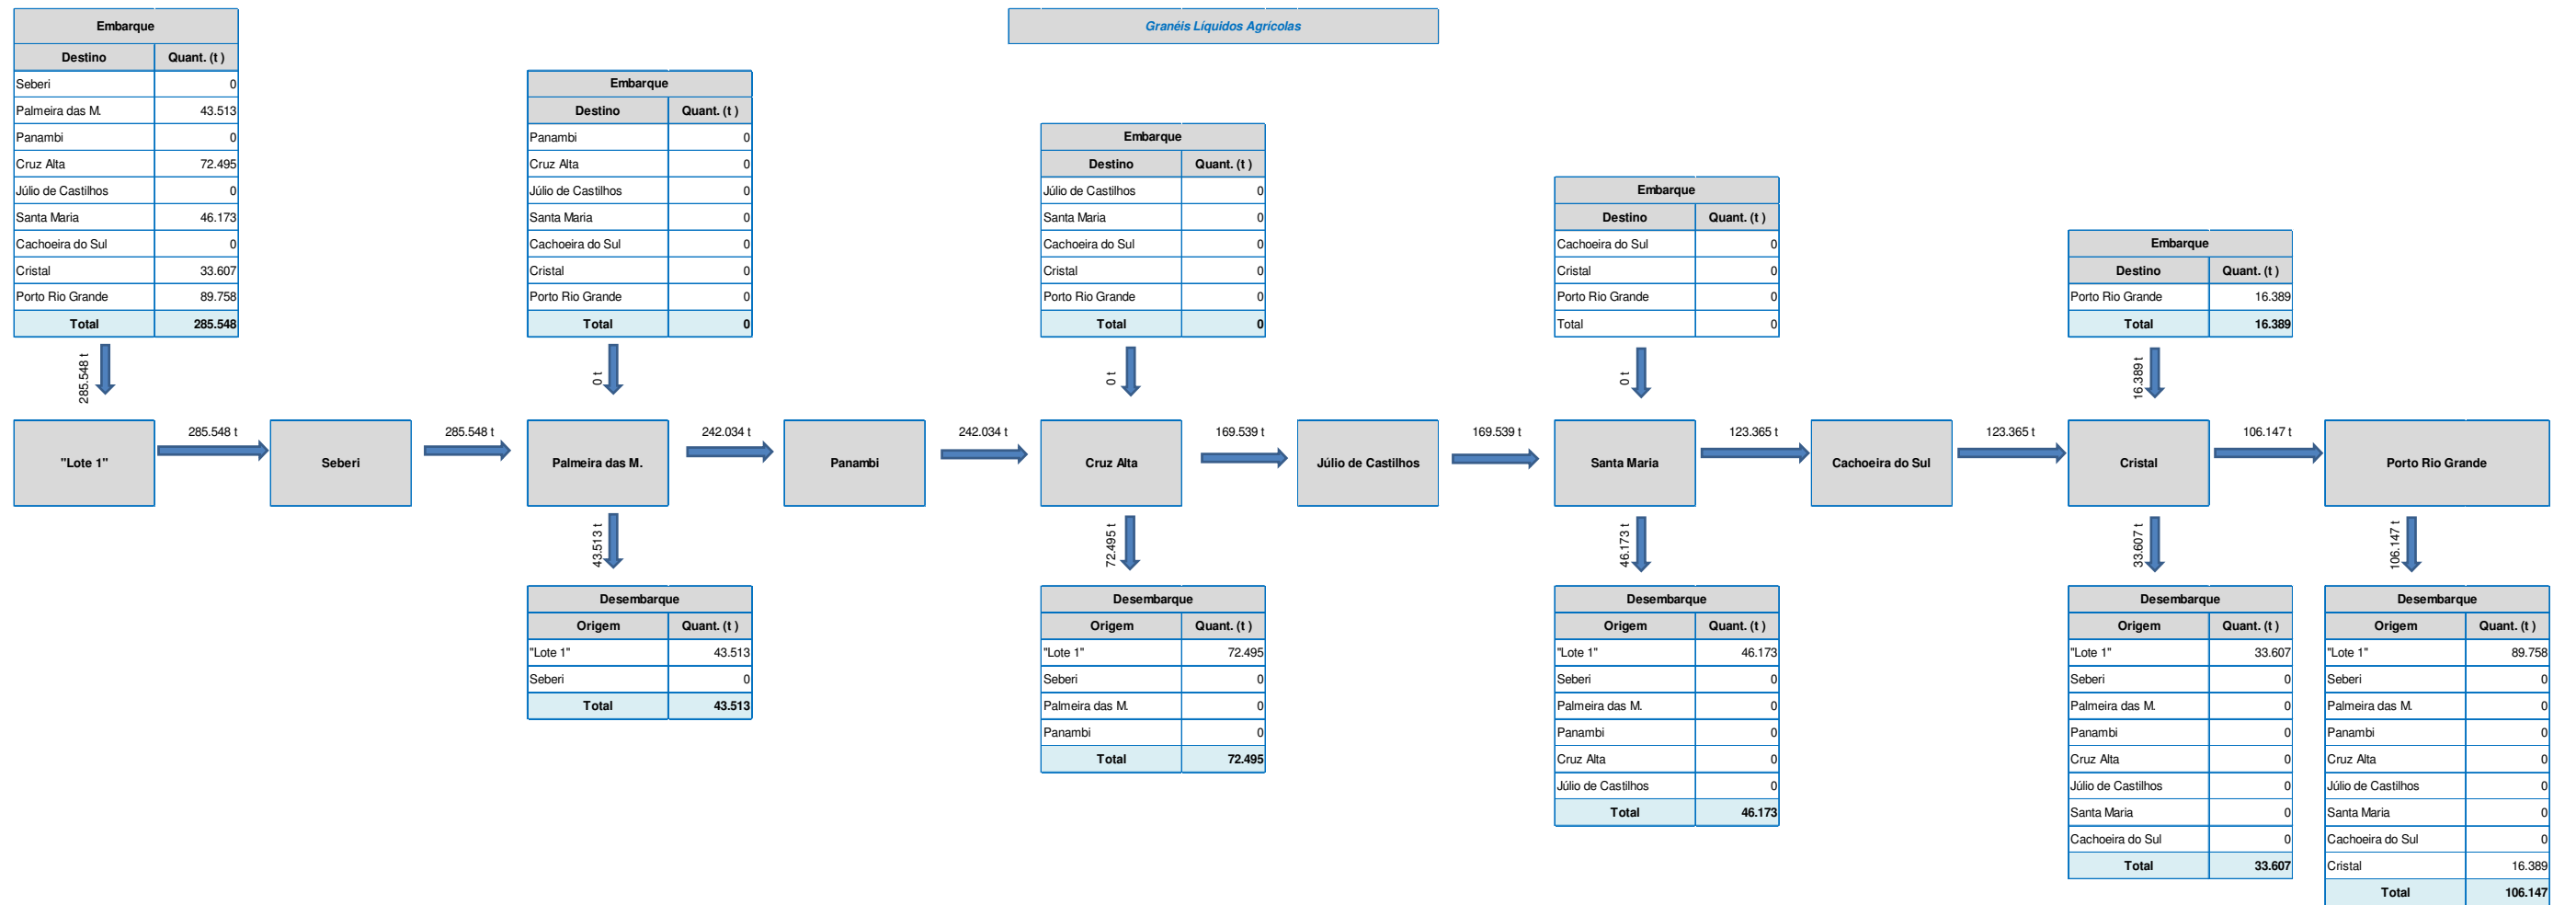 Granéis Líquidos Agrícolas
Embarque
Destino Quant. (t )
Seberi 0
Palmeira das M. 43.513
Panambi 0
Cruz Alta 72.495
Júlio de Castilhos 0
Santa Maria 46.173
Cachoeira do Sul 0
Cristal 33.607
Porto Rio Grande 89.758
Total 285.548
Embarque
Destino Quant. (t )
Panambi 0
Cruz Alta 0
Júlio de Castilhos 0
Santa Maria 0
Cachoeira do Sul 0
Cristal 0
Porto Rio Grande 0
Total 0
Embarque
Destino Quant. (t )
Júlio de Castilhos 0
Santa Maria 0
Cachoeira do Sul 0
Cristal 0
Porto Rio Grande 0
Total 0
Embarque
Destino Quant. (t )
Cachoeira do Sul 0
Cristal 0
Porto Rio Grande 0
Total 0
Embarque
Destino Quant. (t )
Porto Rio Grande 16.389
Total 16.389
285.548 t
0 t
0 t
0 t
16.389 t
"Lote 1"
285.548 t
Seberi
285.548 t
Palmeira das M.
242.034 t
Panambi
242.034 t
Cruz Alta
169.539 t
Júlio de Castilhos
169.539 t
Santa Maria
123.365 t
Cachoeira do Sul
123.365 t
Cristal
106.147 t
Porto Rio Grande
43.513 t
72.495 t
46.173 t
33.607 t
106.147 t
Desembarque
Origem Quant. (t )
"Lote 1" 43.513
Seberi 0
Total 43.513
Desembarque
Origem Quant. (t )
"Lote 1" 72.495
Seberi 0
Palmeira das M. 0
Panambi 0
Total 72.495
Desembarque
Origem Quant. (t )
"Lote 1" 46.173
Seberi 0
Palmeira das M. 0
Panambi 0
Cruz Alta 0
Júlio de Castilhos 0
Total 46.173
Desembarque
Origem Quant. (t )
"Lote 1" 33.607
Seberi 0
Palmeira das M. 0
Panambi 0
Cruz Alta 0
Júlio de Castilhos 0
Santa Maria 0
Cachoeira do Sul 0
Total 33.607
Desembarque
Origem Quant. (t )
"Lote 1" 89.758
Seberi 0
Palmeira das M. 0
Panambi 0
Cruz Alta 0
Júlio de Castilhos 0
Santa Maria 0
Cachoeira do Sul 0
Cristal 16.389
Total 106.147